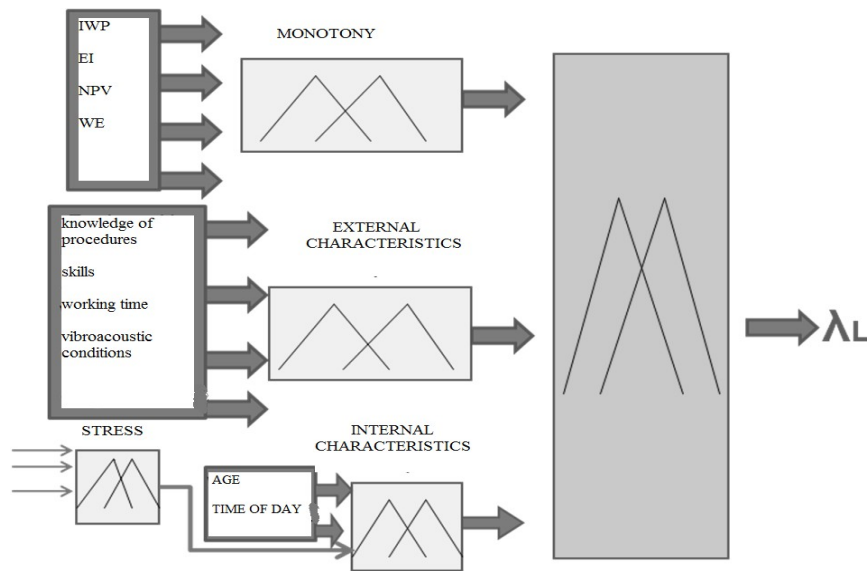 IWP
EI
NPV
WE
MONOTONY
knowledge of
procedures
skills
working time
vibroacoustic
conditions
EXTERNAL
CHARACTERISTICS
STRESS
AGE
TIME OF DAY
INTERNAL
CHARACTERISTICS
λL